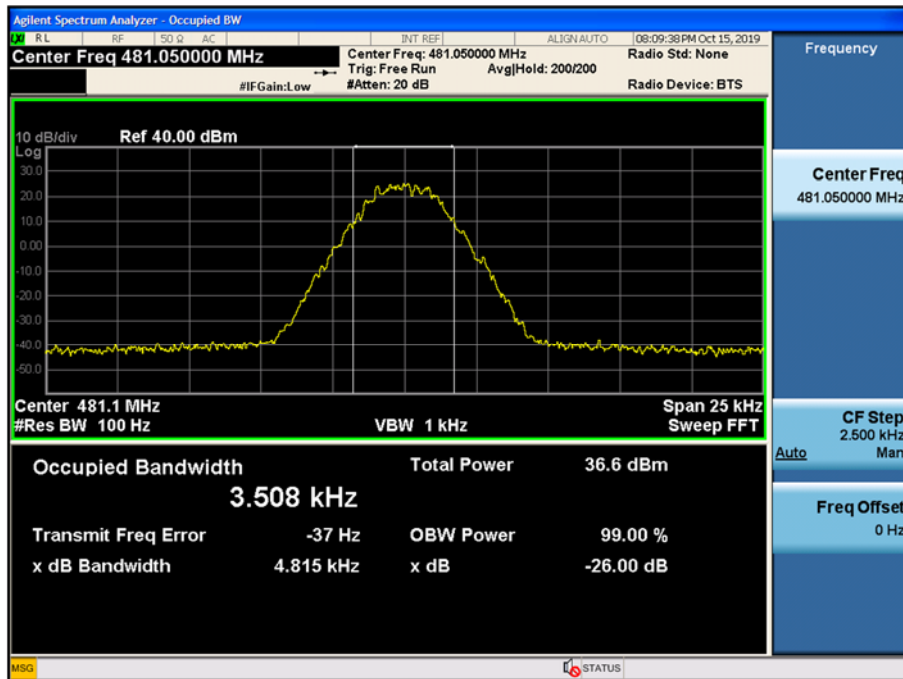 Agilent Spectrum Analyzer - Occupied BW
LXI RL RF 50 Ω AC INT REF ALIGN AUTO 08:09:38 PM Oct 15, 2019
Center Freq 481.050000 MHz
Center Freq: 481.050000 MHz Radio Std: None
Trig: Free Run Avg|Hold: 200/200
#IFGain:Low #Atten: 20 dB Radio Device: BTS
10 dB/div Ref 40.00 dBm
Log
30.0
20.0
10.0
0.00
-10.0
-20.0
-30.0
-40.0
-50.0
Center 481.1 MHz Span 25 kHz
#Res BW 100 Hz VBW 1 kHz Sweep FFT
Occupied Bandwidth Total Power 36.6 dBm
3.508 kHz
Transmit Freq Error -37 Hz OBW Power 99.00 %
x dB Bandwidth 4.815 kHz x dB -26.00 dB
Frequency
Center Freq
481.050000 MHz
CF Step
2.500 kHz
Auto Man
Freq Offset
0 Hz
MSG STATUS